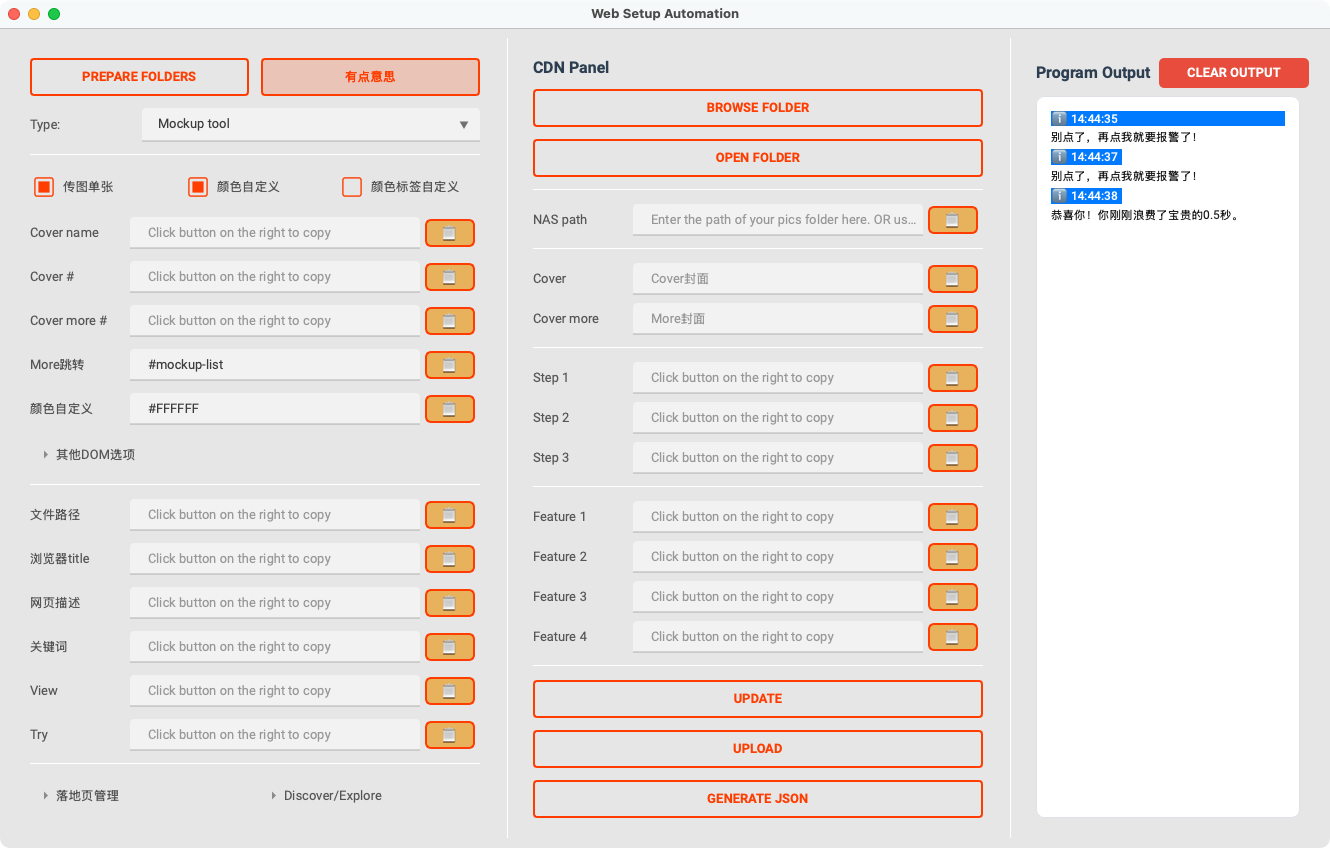 Web Setup Automation
PREPARE FOLDERS
有点意思
Type:
Mockup tool
传图单张
颜色自定义
颜色标签自定义
Cover name
Click button on the right to copy
Cover #
Click button on the right to copy
Cover more #
Click button on the right to copy
More跳转
#mockup-list
颜色自定义
#FFFFFF
其他DOM选项
文件路径
Click button on the right to copy
浏览器title
Click button on the right to copy
网页描述
Click button on the right to copy
关键词
Click button on the right to copy
View
Click button on the right to copy
Try
Click button on the right to copy
落地页管理
Discover/Explore
CDN Panel
BROWSE FOLDER
OPEN FOLDER
NAS path
Enter the path of your pics folder here. OR us...
Cover
Cover封面
Cover more
More封面
Step 1
Click button on the right to copy
Step 2
Click button on the right to copy
Step 3
Click button on the right to copy
Feature 1
Click button on the right to copy
Feature 2
Click button on the right to copy
Feature 3
Click button on the right to copy
Feature 4
Click button on the right to copy
UPDATE
UPLOAD
GENERATE JSON
Program Output
CLEAR OUTPUT
14:44:35
别点了，再点我就要报警了！
14:44:37
别点了，再点我就要报警了！
14:44:38
恭喜你！你刚刚浪费了宝贵的0.5秒。